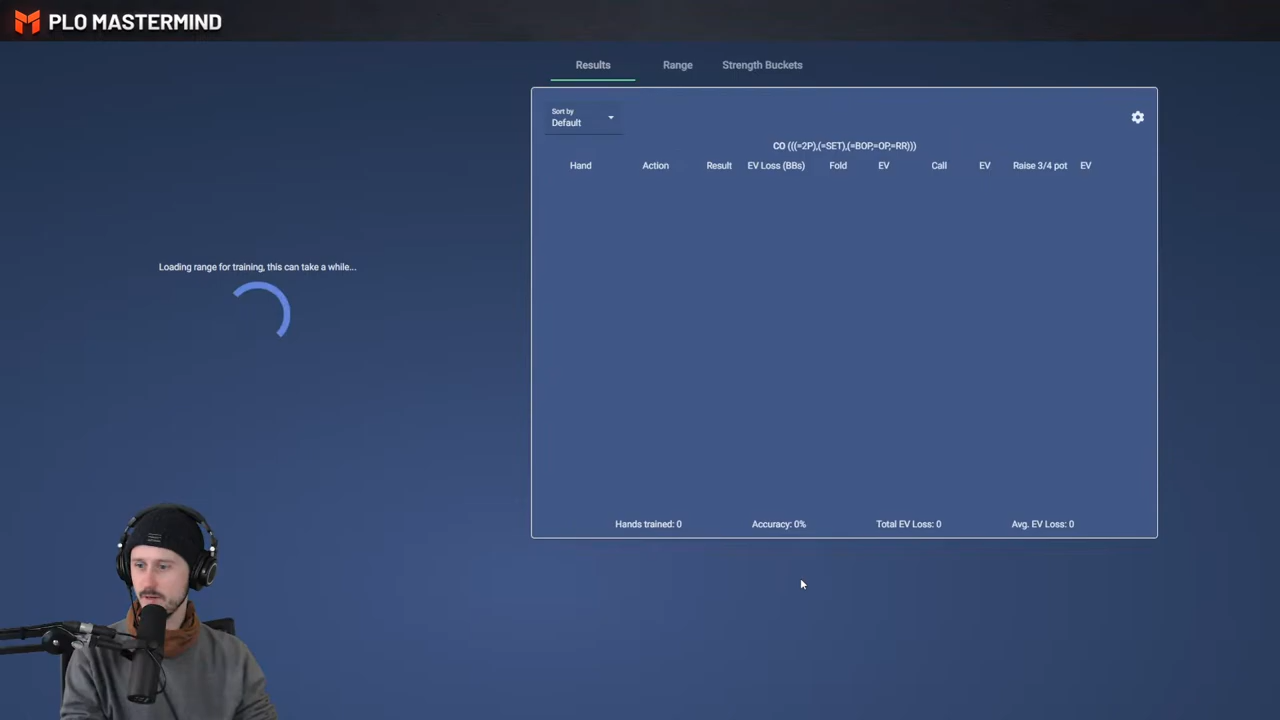 PLO MASTERMIND
Results Range Strength Buckets
Sort by
Default
CO (((=2P),(=SET),(=BOP,=OP,=RR)))
Hand Action Result EV Loss (BBs) Fold EV Call EV Raise 3/4 pot EV
Loading range for training, this can take a while...
Hands trained: 0 Accuracy: 0% Total EV Loss: 0 Avg. EV Loss: 0